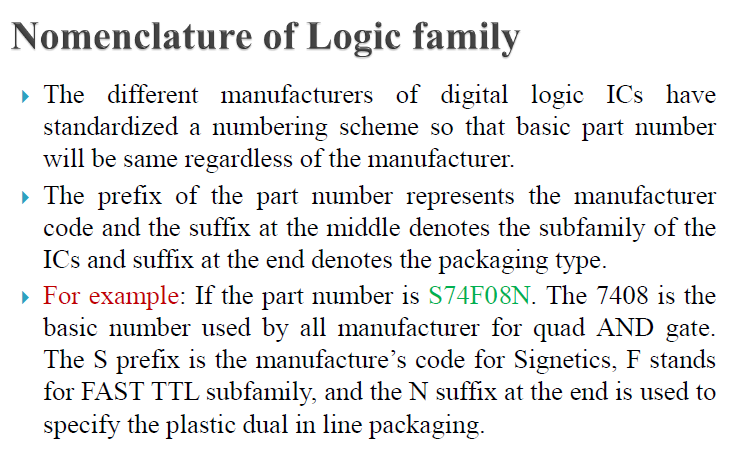 Nomenclature of Logic family
The different manufacturers of digital logic ICs have
standardized a numbering scheme so that basic part number
will be same regardless of the manufacturer.
The prefix of the part number represents the manufacturer
code and the suffix at the middle denotes the subfamily of the
ICs and suffix at the end denotes the packaging type.
For example: If the part number is S74F08N. The 7408 is the
basic number used by all manufacturer for quad AND gate.
The S prefix is the manufacture's code for Signetics, F stands
for FAST TTL subfamily, and the N suffix at the end is used to
specify the plastic dual in line packaging.